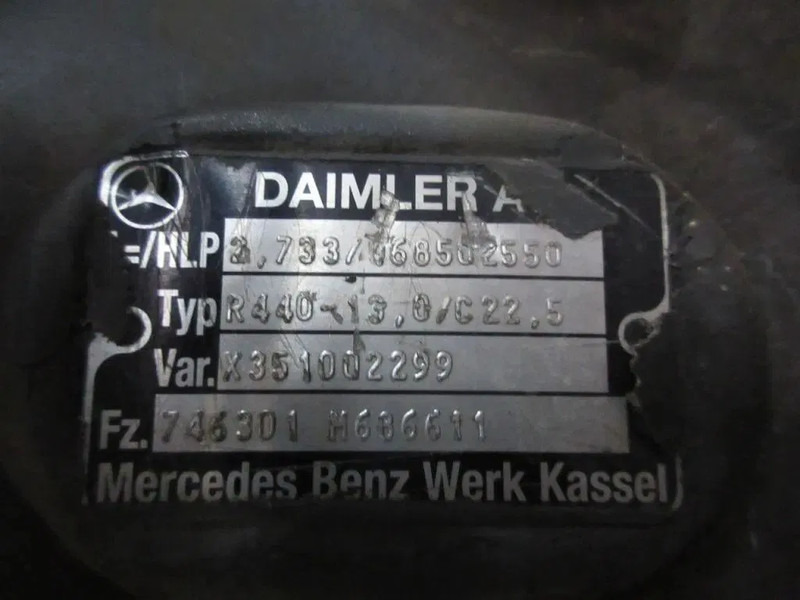 DAIMLER A
i=/HLP 3,733/068502550
Typ R440-13,0/C22,5
Var. X351002299
Fz. 746301 M686611
Mercedes Benz Werk Kassel